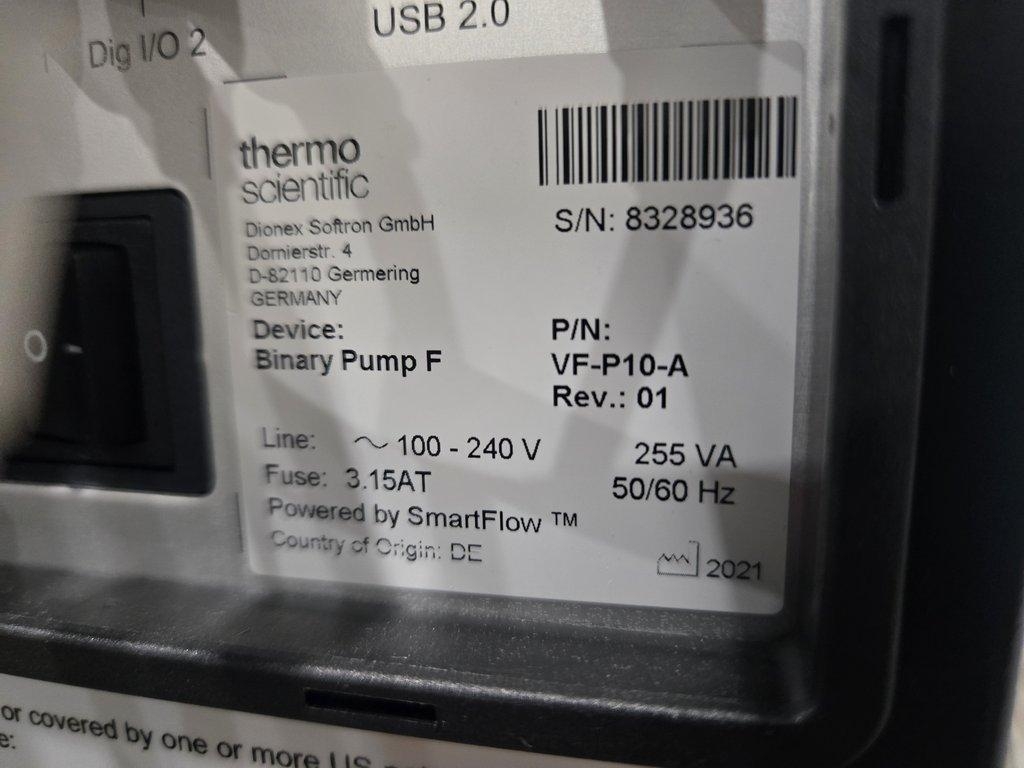 Dig I/O 2
USB 2.0
thermo
scientific
Dionex Softron GmbH
Dornierstr. 4
D-82110 Germering
GERMANY
S/N: 8328936
Device:
Binary Pump F
P/N:
VF-P10-A
Rev.: 01
Line: ~ 100 - 240 V 255 VA
Fuse: 3.15AT 50/60 Hz
Powered by SmartFlow ™
Country of Origin: DE
2021
or covered by one or more US
e: